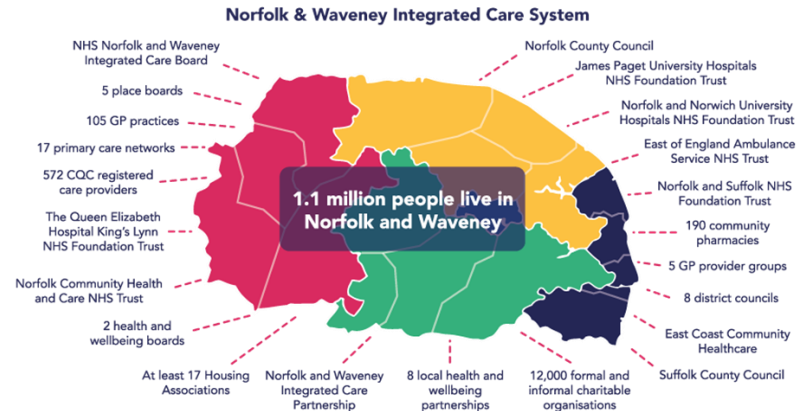 Norfolk & Waveney Integrated Care System
NHS Norfolk and Waveney
Integrated Care Board
5 place boards
105 GP practices
17 primary care networks
572 CQC registered
care providers
The Queen Elizabeth
Hospital King's Lynn
NHS Foundation Trust
Norfolk Community Health
and Care NHS Trust
2 health and
wellbeing boards
At least 17 Housing
Associations
Norfolk and Waveney
Integrated Care
Partnership
8 local health and
wellbeing
partnerships
12,000 formal and
informal charitable
organisations
1.1 million people live in
Norfolk and Waveney
Norfolk County Council
James Paget University Hospitals
NHS Foundation Trust
Norfolk and Norwich University
Hospitals NHS Foundation Trust
East of England Ambulance
Service NHS Trust
Norfolk and Suffolk NHS
Foundation Trust
190 community
pharmacies
5 GP provider groups
8 district councils
East Coast Community
Healthcare
Suffolk County Council